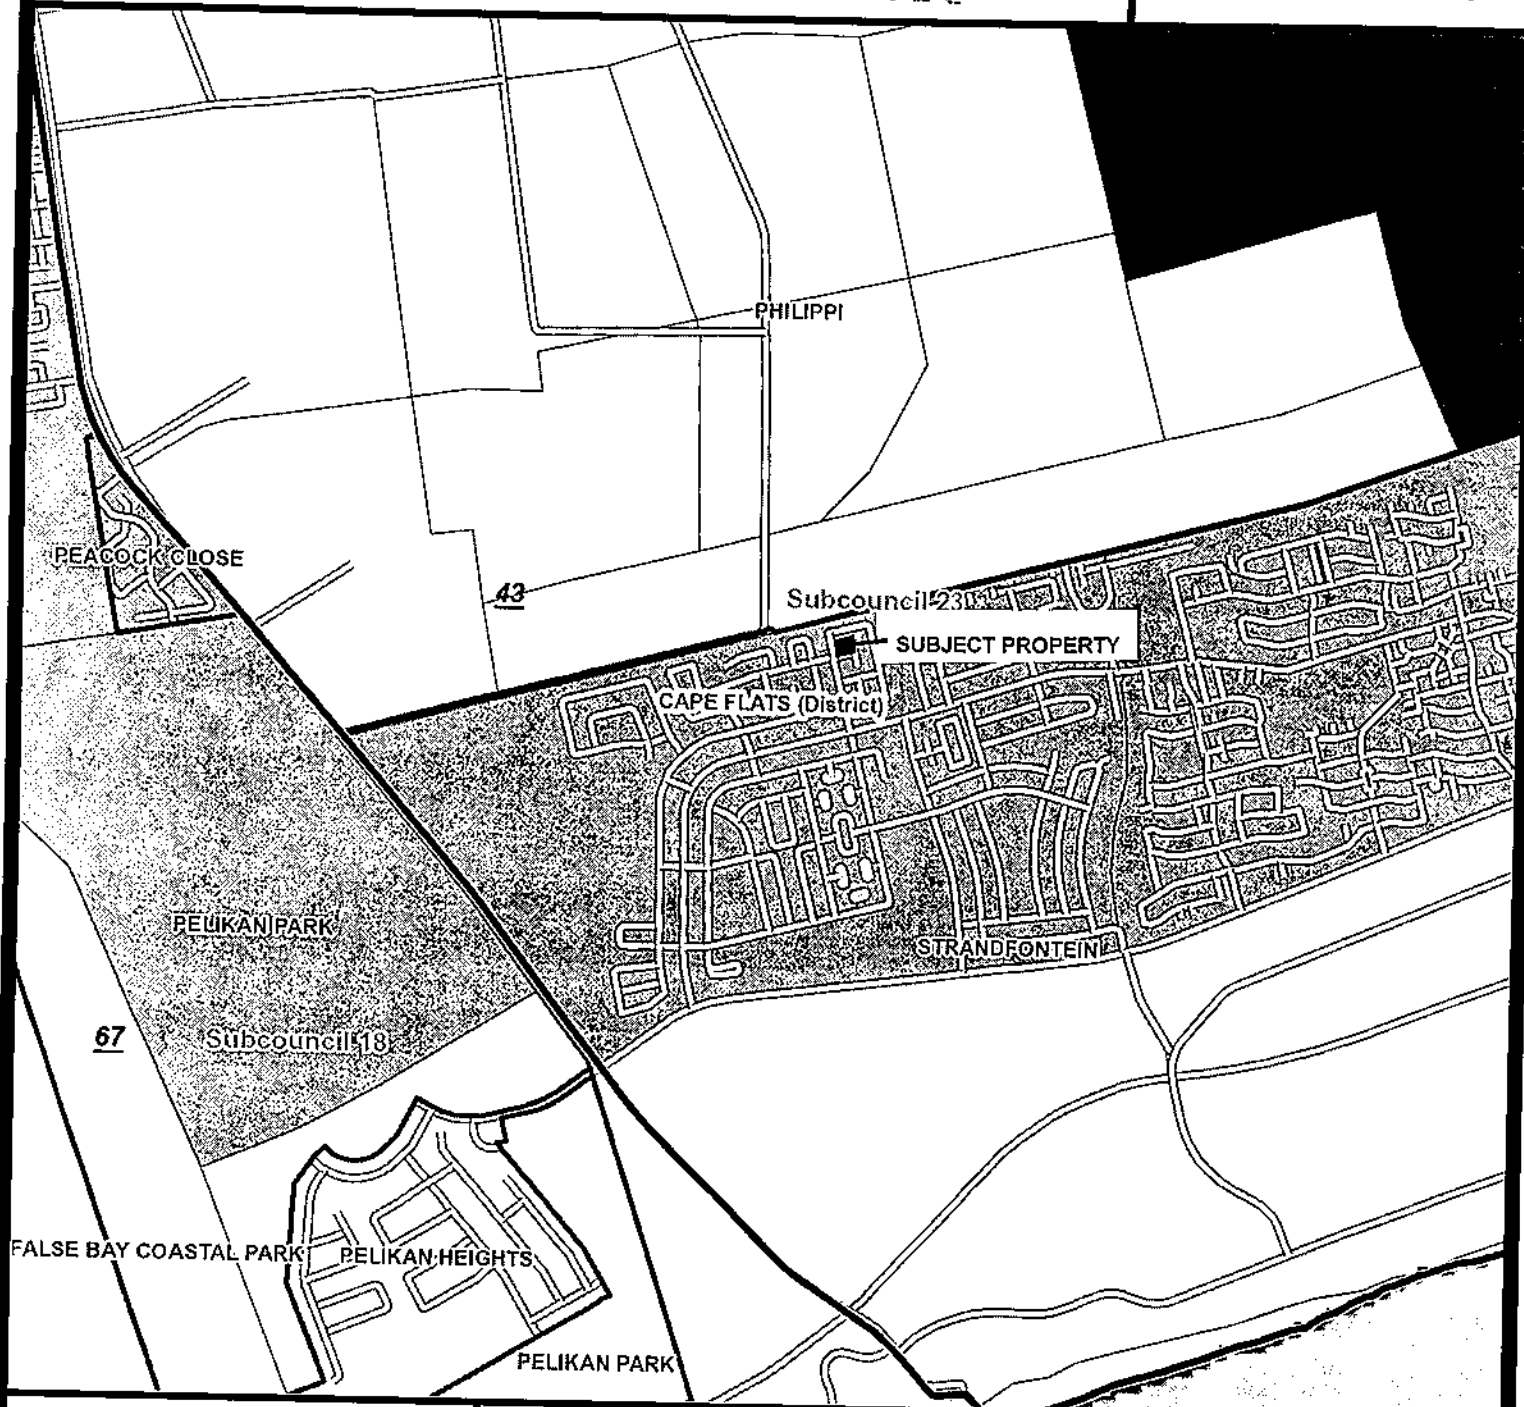 PHILIPPI
PEACOCK CLOSE
43
Subcouncil 23
SUBJECT PROPERTY
CAPE FLATS (District)
PELIKAN PARK
STRANDFONTEIN
67
Subcouncil 18
FALSE BAY COASTAL PARK
PELIKAN HEIGHTS
PELIKAN PARK